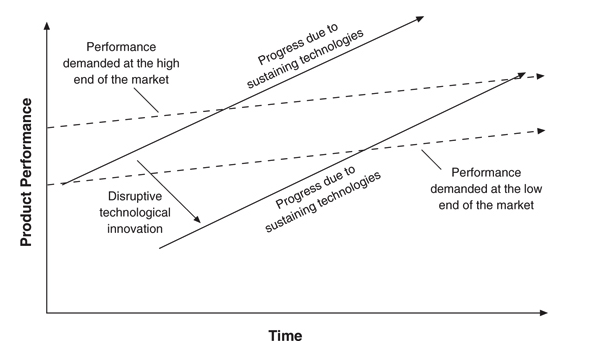 Performance
demanded at the high
end of the market
Progress due to
sustaining technologies
Product Performance
Disruptive
technological
innovation
Progress due to
sustaining technologies
Performance
demanded at the low
end of the market
Time